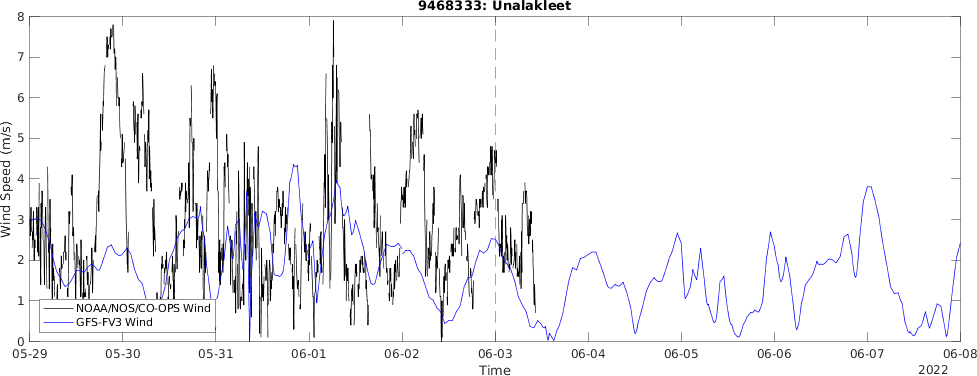 9468333: Unalakleet
8
7
6
5
4
3
2
1
0
Wind Speed (m/s)
NOAA/NOS/CO-OPS Wind
GFS-FV3 Wind
05-29 05-30 05-31 06-01 06-02 06-03 06-04 06-05 06-06 06-07 06-08
Time
2022